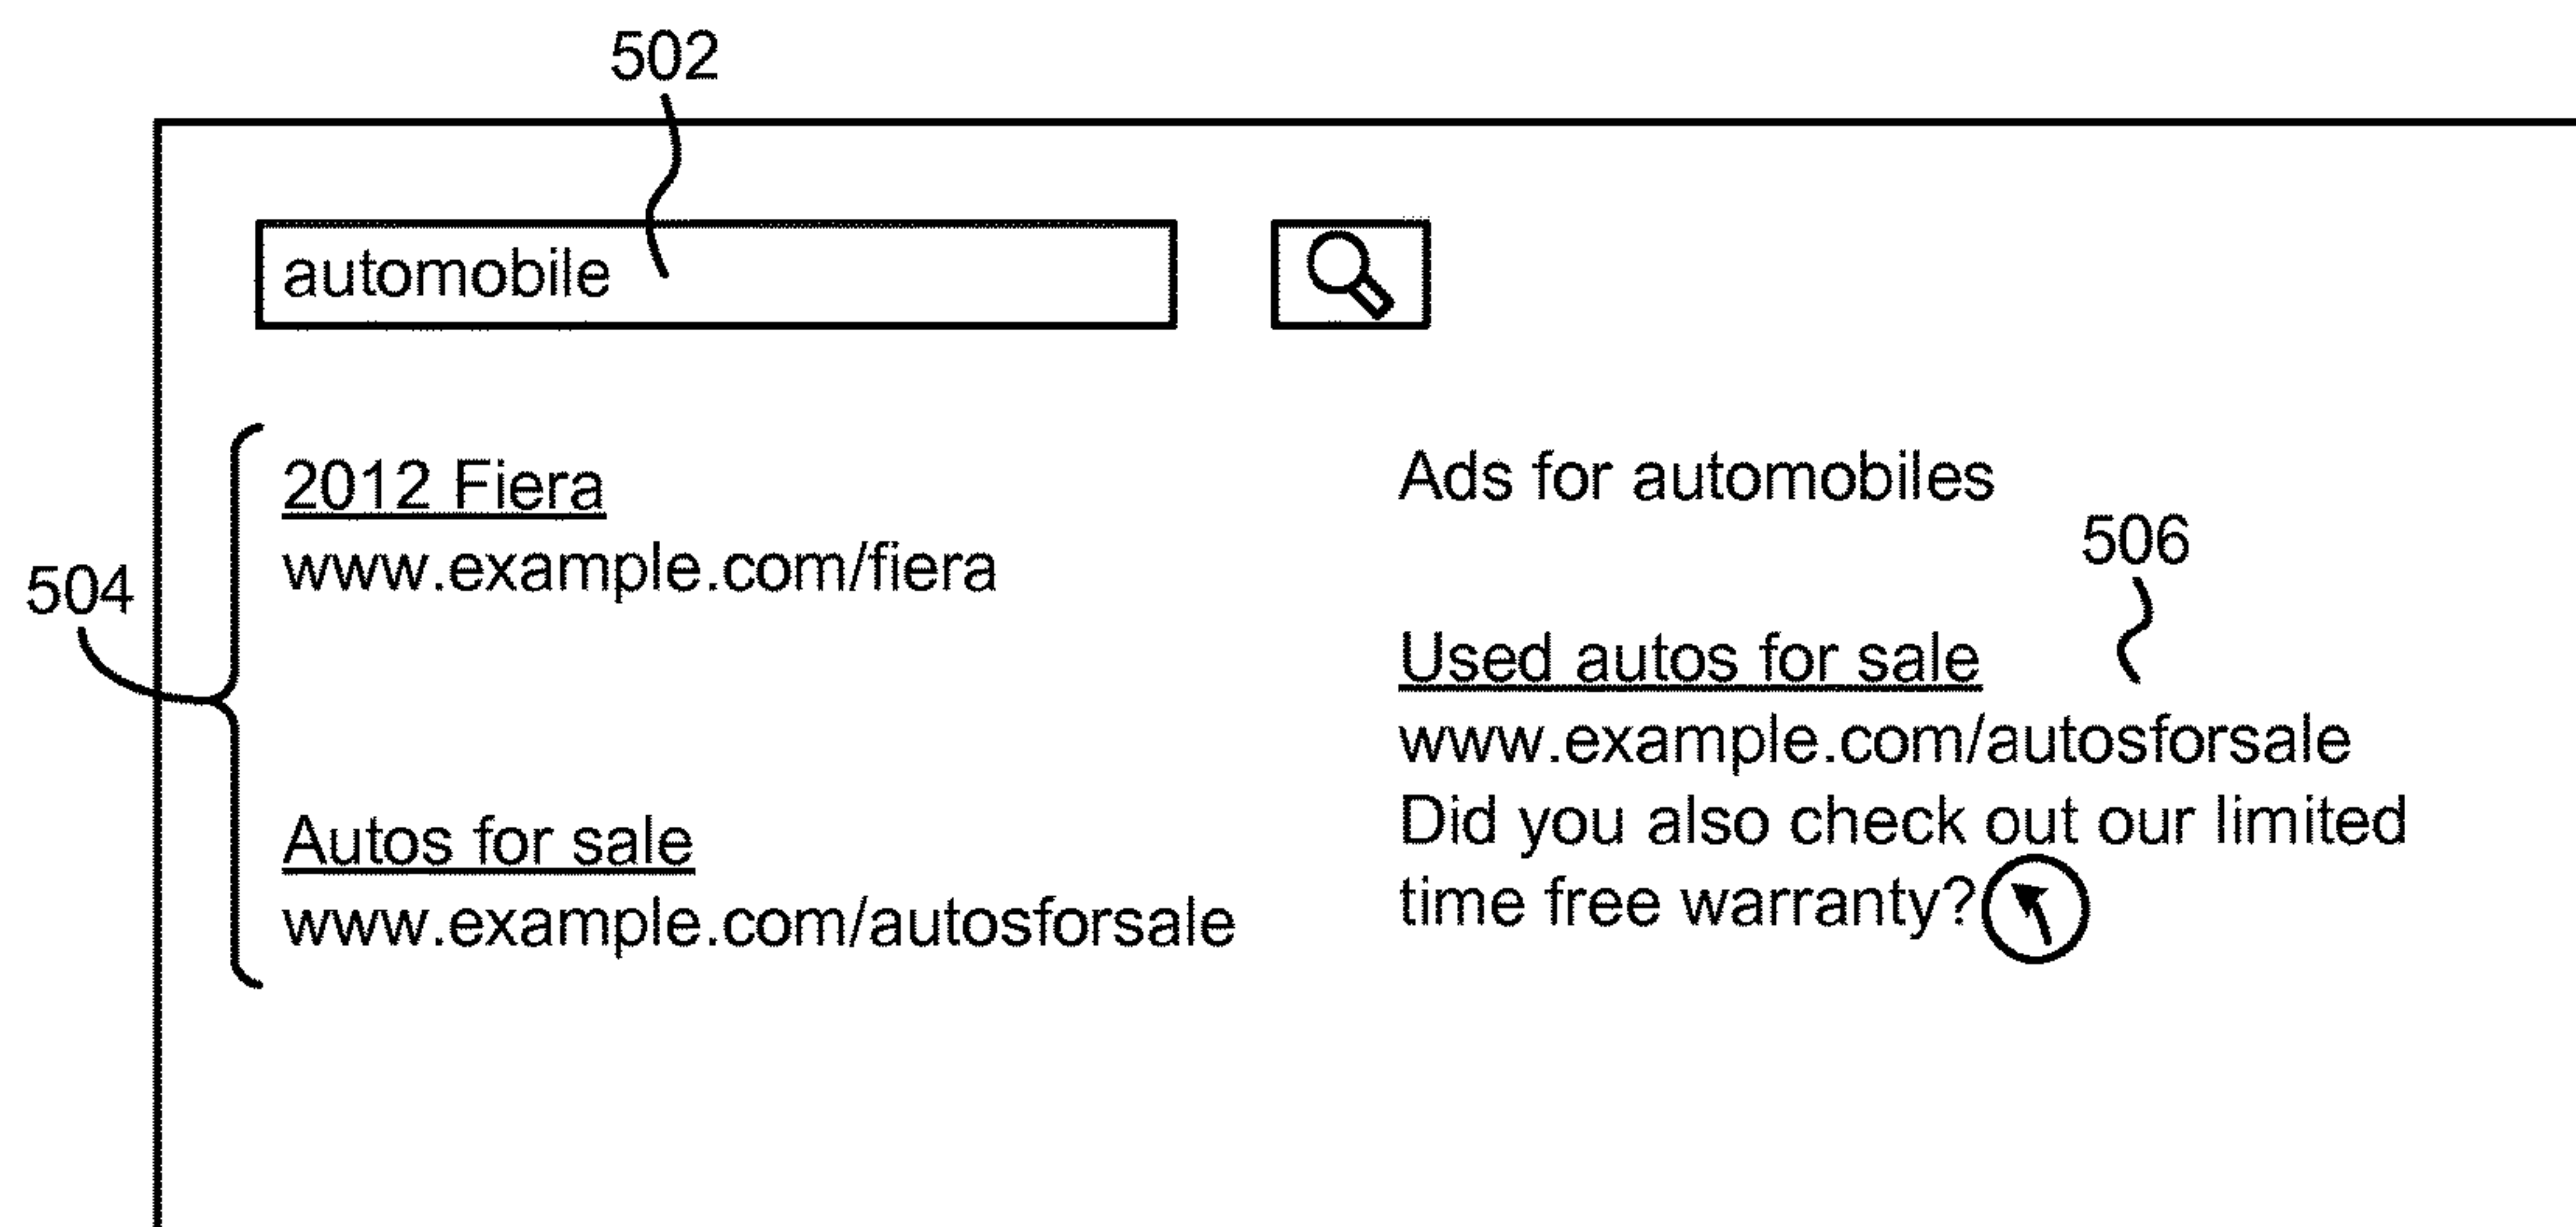 502
automobile
504
2012 Fiera
www.example.com/fiera
Autos for sale
www.example.com/autosforsale
Ads for automobiles
506
Used autos for sale
www.example.com/autosforsale
Did you also check out our limited
time free warranty?